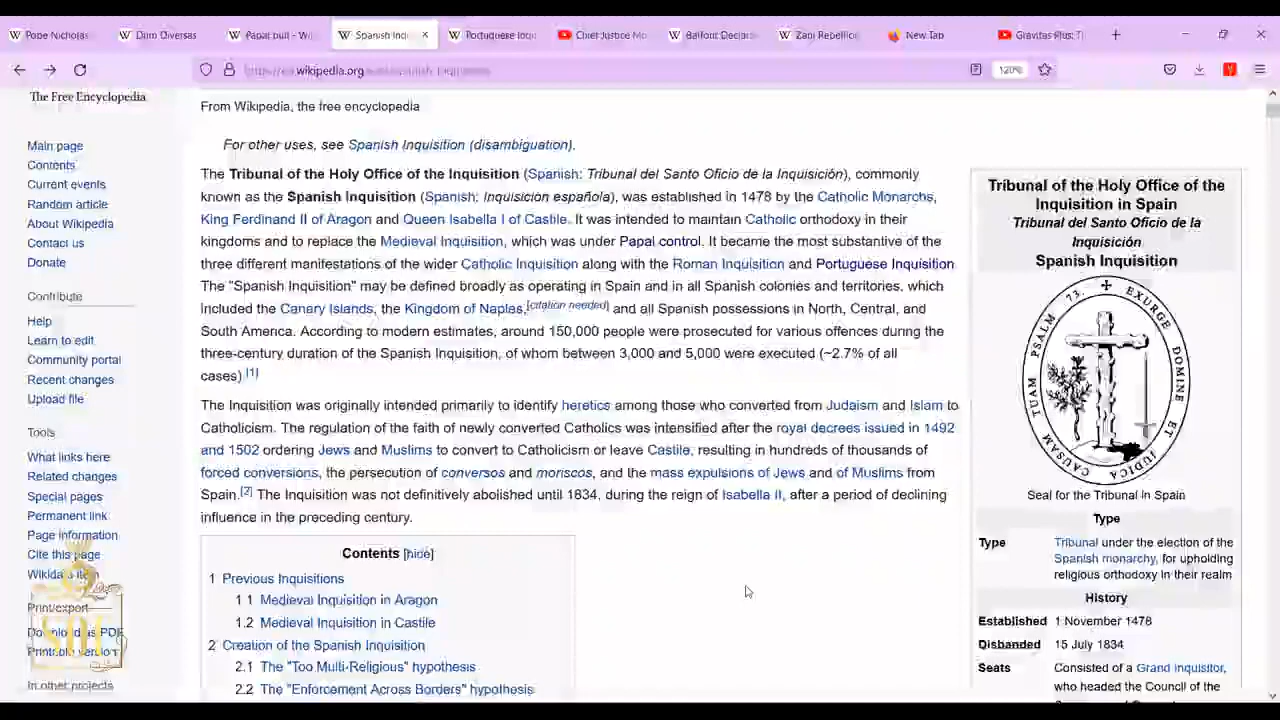 Pope Nicholas
Dum Diversas
Papal bull - Wi
Spanish Inqu
Portuguese Inqu
Chief Justice Mo
Balfour Declara
Zanj Rebellio
New Tab
Gravitas Plus: T
wikipedia.org
120%
The Free Encyclopedia
Main page
Contents
Current events
Random article
About Wikipedia
Contact us
Donate
Contribute
Help
Learn to edit
Community portal
Recent changes
Upload file
Tools
What links here
Related changes
Special pages
Permanent link
Page information
Cite this page
Wikidata item
Print/export
Download as PDF
Printable version
In other projects
From Wikipedia, the free encyclopedia
For other uses, see Spanish Inquisition (disambiguation).
The Tribunal of the Holy Office of the Inquisition (Spanish: Tribunal del Santo Oficio de la Inquisición), commonly
known as the Spanish Inquisition (Spanish: Inquisición española), was established in 1478 by the Catholic Monarchs,
King Ferdinand II of Aragon and Queen Isabella I of Castile. It was intended to maintain Catholic orthodoxy in their
kingdoms and to replace the Medieval Inquisition, which was under Papal control. It became the most substantive of the
three different manifestations of the wider Catholic Inquisition along with the Roman Inquisition and Portuguese Inquisition
The "Spanish Inquisition" may be defined broadly as operating in Spain and in all Spanish colonies and territories, which
included the Canary Islands, the Kingdom of Naples,[citation needed] and all Spanish possessions in North, Central, and
South America. According to modern estimates, around 150,000 people were prosecuted for various offences during the
three-century duration of the Spanish Inquisition, of whom between 3,000 and 5,000 were executed (~2.7% of all
cases).[1]
The Inquisition was originally intended primarily to identify heretics among those who converted from Judaism and Islam to
Catholicism. The regulation of the faith of newly converted Catholics was intensified after the royal decrees issued in 1492
and 1502 ordering Jews and Muslims to convert to Catholicism or leave Castile, resulting in hundreds of thousands of
forced conversions, the persecution of conversos and moriscos, and the mass expulsions of Jews and of Muslims from
Spain.[2] The Inquisition was not definitively abolished until 1834, during the reign of Isabella II, after a period of declining
influence in the preceding century.
Contents [hide]
1 Previous Inquisitions
1.1 Medieval Inquisition in Aragon
1.2 Medieval Inquisition in Castile
2 Creation of the Spanish Inquisition
2.1 The "Too Multi-Religious" hypothesis
2.2 The "Enforcement Across Borders" hypothesis
Tribunal of the Holy Office of the
Inquisition in Spain
Tribunal del Santo Oficio de la
Inquisición
Spanish Inquisition
EXURGE DOMINE ET JUDICA CAUSAM TUAM PSALM 73.
Seal for the Tribunal in Spain
Type
Type Tribunal under the election of the
Spanish monarchy, for upholding
religious orthodoxy in their realm
History
Established 1 November 1478
Disbanded 15 July 1834
Seats Consisted of a Grand Inquisitor,
who headed the Council of the